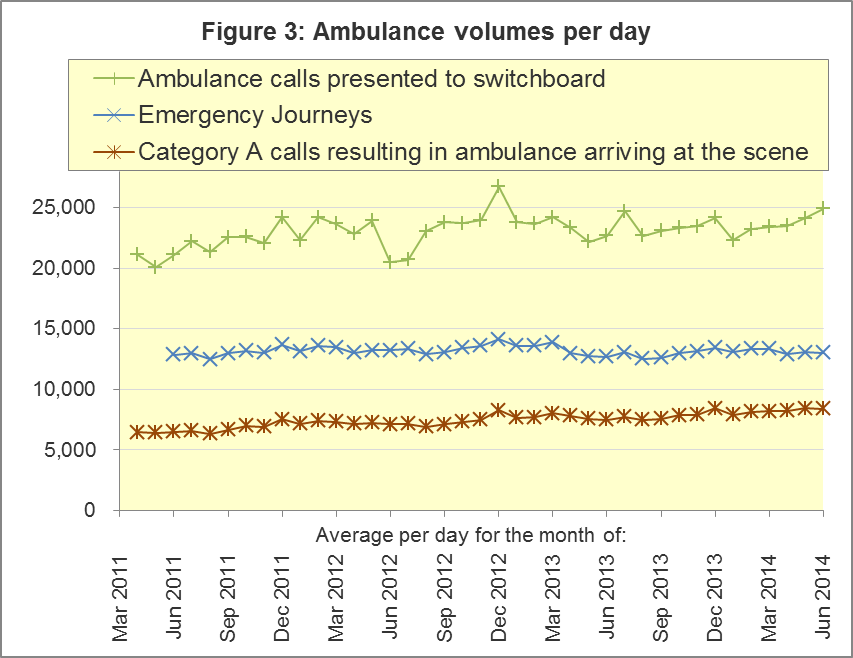 Figure 3: Ambulance volumes per day
Ambulance calls presented to switchboard
Emergency Journeys
Category A calls resulting in ambulance arriving at the scene
25,000
20,000
15,000
10,000
5,000
0
Average per day for the month of:
Mar 2011
Jun 2011
Sep 2011
Dec 2011
Mar 2012
Jun 2012
Sep 2012
Dec 2012
Mar 2013
Jun 2013
Sep 2013
Dec 2013
Mar 2014
Jun 2014